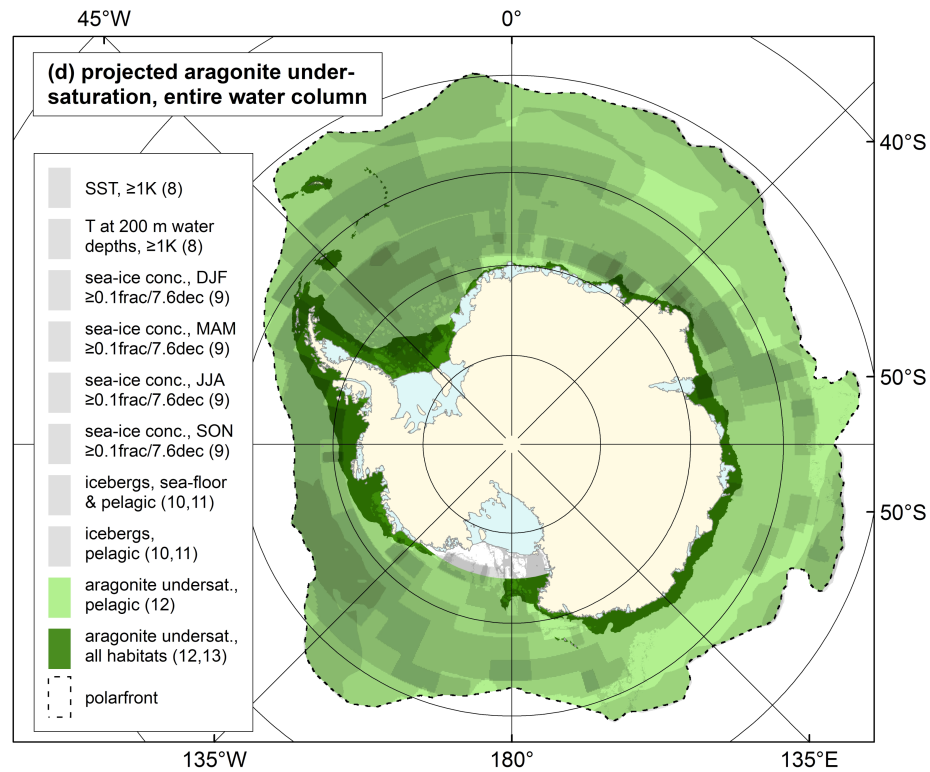 45°W
0°
(d) projected aragonite under-
saturation, entire water column
40°S
SST, ≥1K (8)
T at 200 m water
depths, ≥1K (8)
sea-ice conc., DJF
≥0.1frac/7.6dec (9)
sea-ice conc., MAM
≥0.1frac/7.6dec (9)
sea-ice conc., JJA
≥0.1frac/7.6dec (9)
sea-ice conc., SON
≥0.1frac/7.6dec (9)
icebergs, sea-floor
& pelagic (10,11)
icebergs,
pelagic (10,11)
aragonite undersat.,
pelagic (12)
aragonite undersat.,
all habitats (12,13)
polarfront
50°S
50°S
135°W
180°
135°E